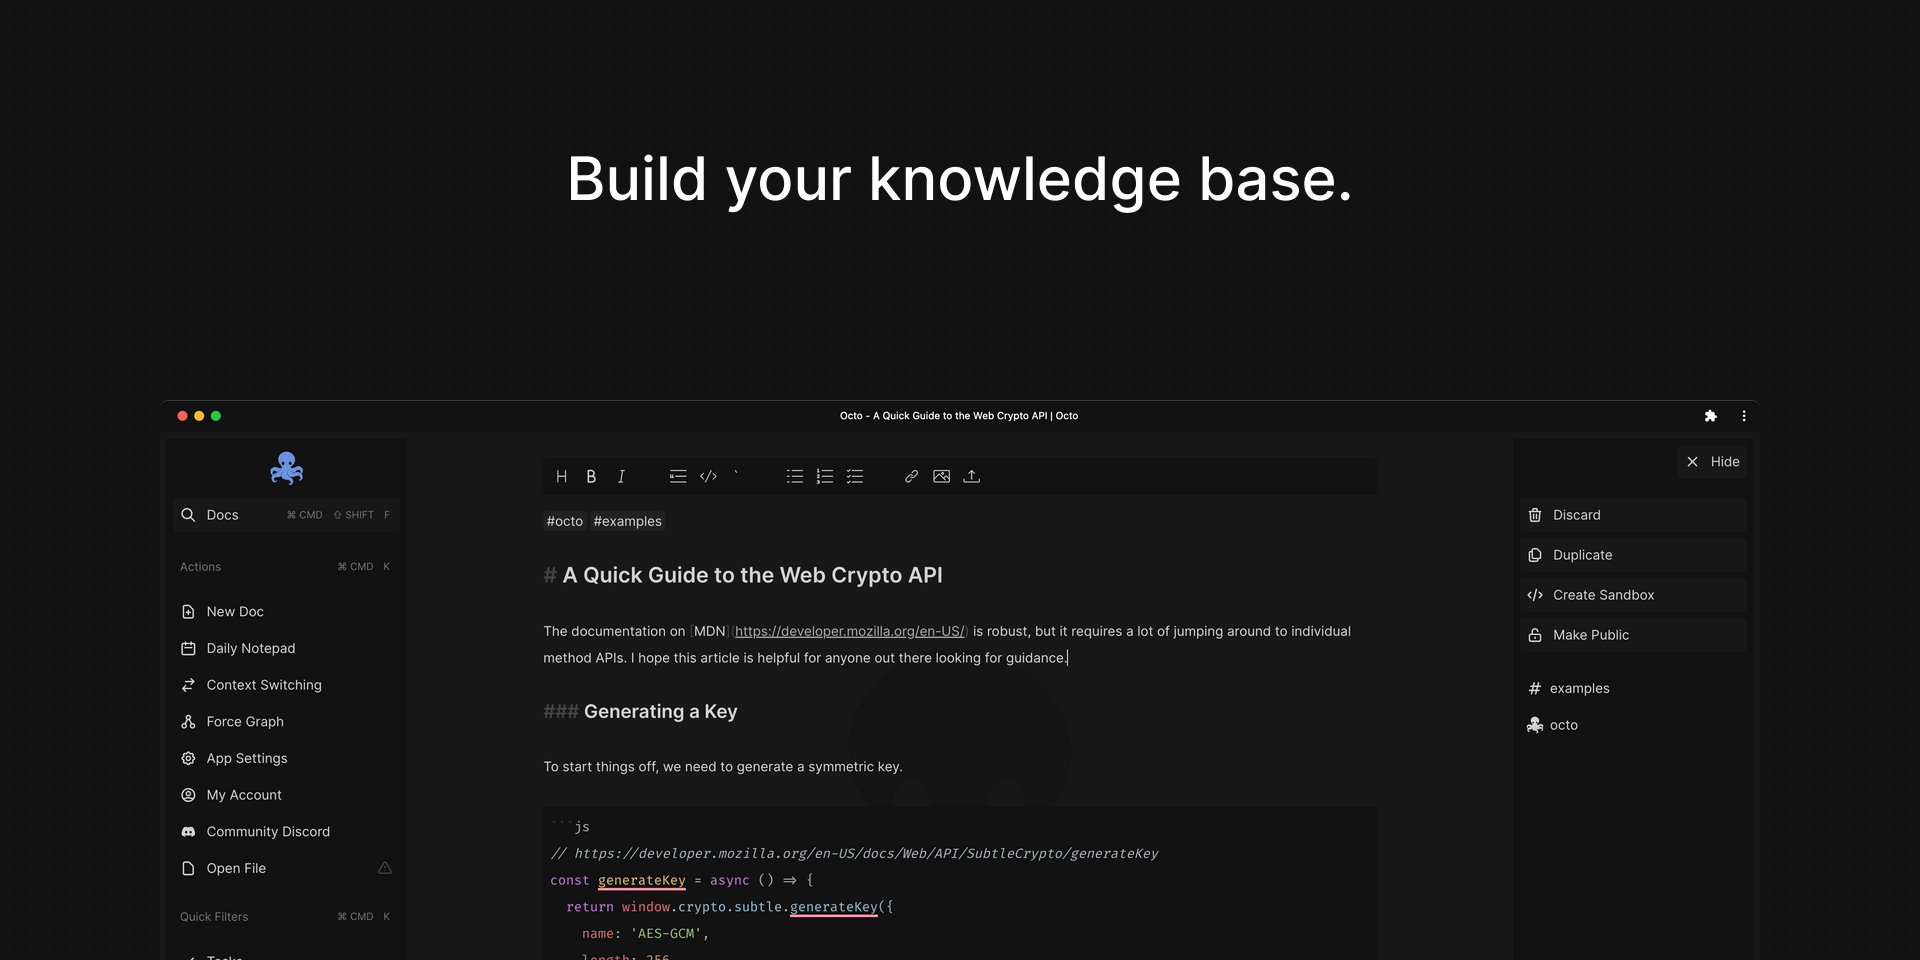 Build your knowledge base.
Octo - A Quick Guide to the Web Crypto API | Octo
Docs ⌘ CMD ⇧ SHIFT F
Actions ⌘ CMD K
New Doc
Daily Notepad
Context Switching
Force Graph
App Settings
My Account
Community Discord
Open File
Quick Filters ⌘ CMD K
Tasks
H B I
#octo #examples
# A Quick Guide to the Web Crypto API
The documentation on [MDN](https://developer.mozilla.org/en-US/) is robust, but it requires a lot of jumping around to individual
method APIs. I hope this article is helpful for anyone out there looking for guidance.
### Generating a Key
To start things off, we need to generate a symmetric key.
```js
// https://developer.mozilla.org/en-US/docs/Web/API/SubtleCrypto/generateKey
const generateKey = async () => {
return window.crypto.subtle.generateKey({
name: 'AES-GCM',
length: 256
Hide
Discard
Duplicate
Create Sandbox
Make Public
# examples
octo